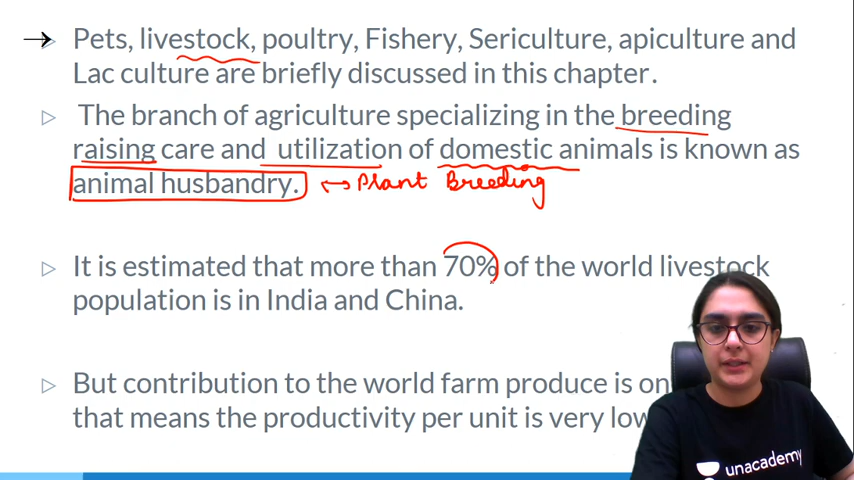 Pets, livestock, poultry, Fishery, Sericulture, apiculture and
Lac culture are briefly discussed in this chapter.
The branch of agriculture specializing in the breeding
raising care and utilization of domestic animals is known as
animal husbandry. ↔ Plant Breeding
It is estimated that more than 70% of the world livestock
population is in India and China.
But contribution to the world farm produce is
that means the productivity per unit is very low
unacademy